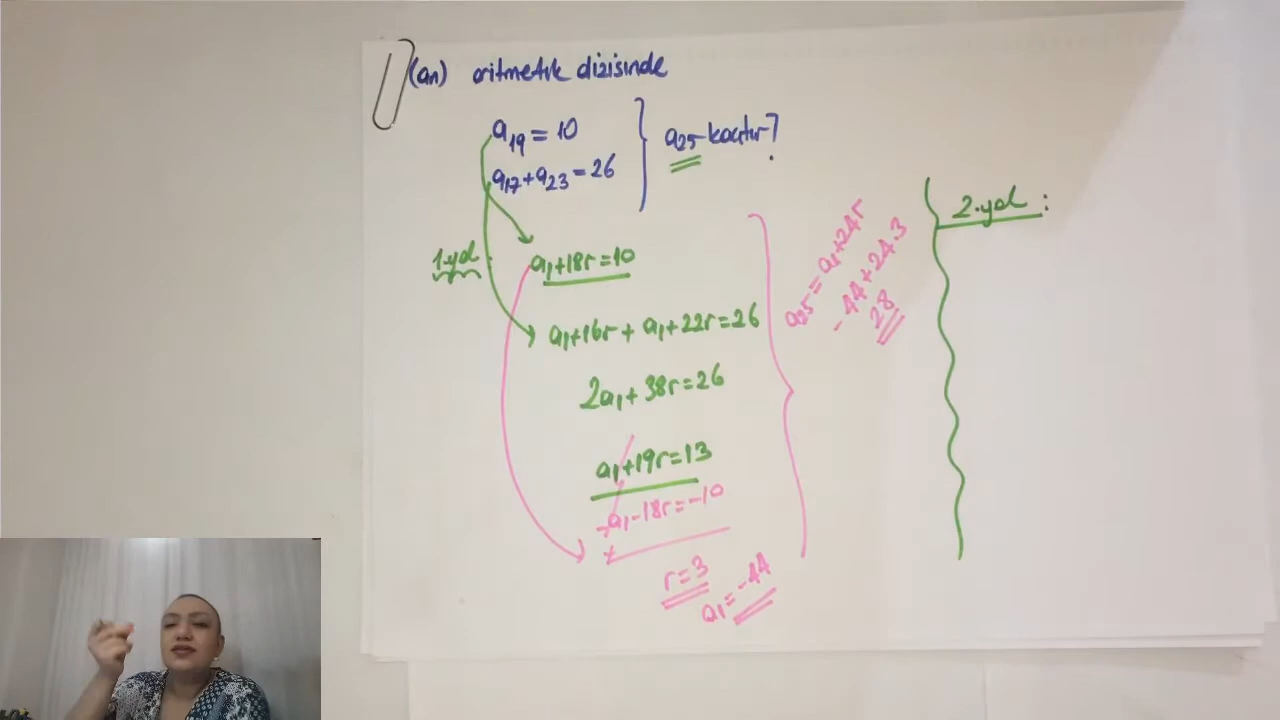 (an) aritmetik dizisinde
a19 = 10
a17+a23 = 26
a25 kaçtır?
1.yol
a1+18r=10
a1+16r + a1+22r=26
2a1+38r=26
a1+19r=13
-a1-18r=-10
+
r=3
a1=-44
a25 = a1+24r
-44+24.3
28
2.yol :